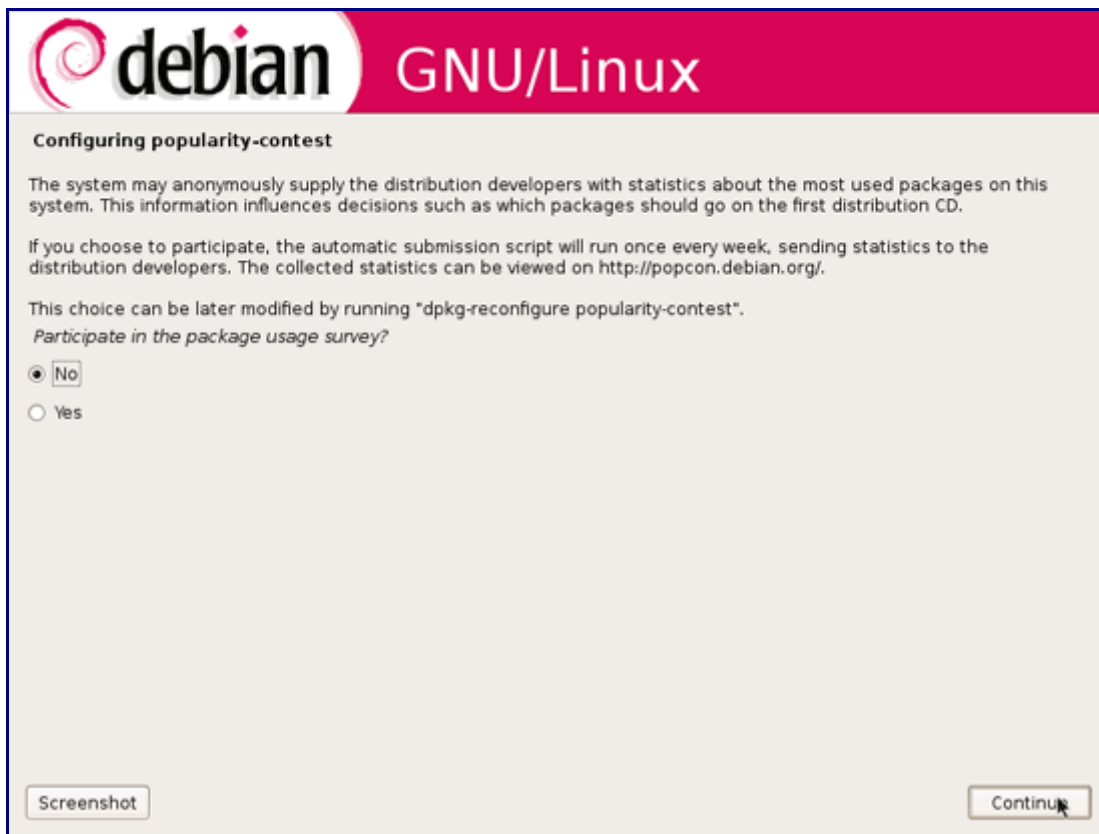 debian GNU/Linux
Configuring popularity-contest
The system may anonymously supply the distribution developers with statistics about the most used packages on this
system. This information influences decisions such as which packages should go on the first distribution CD.
If you choose to participate, the automatic submission script will run once every week, sending statistics to the
distribution developers. The collected statistics can be viewed on http://popcon.debian.org/.
This choice can be later modified by running "dpkg-reconfigure popularity-contest".
Participate in the package usage survey?
No
Yes
Screenshot
Continue